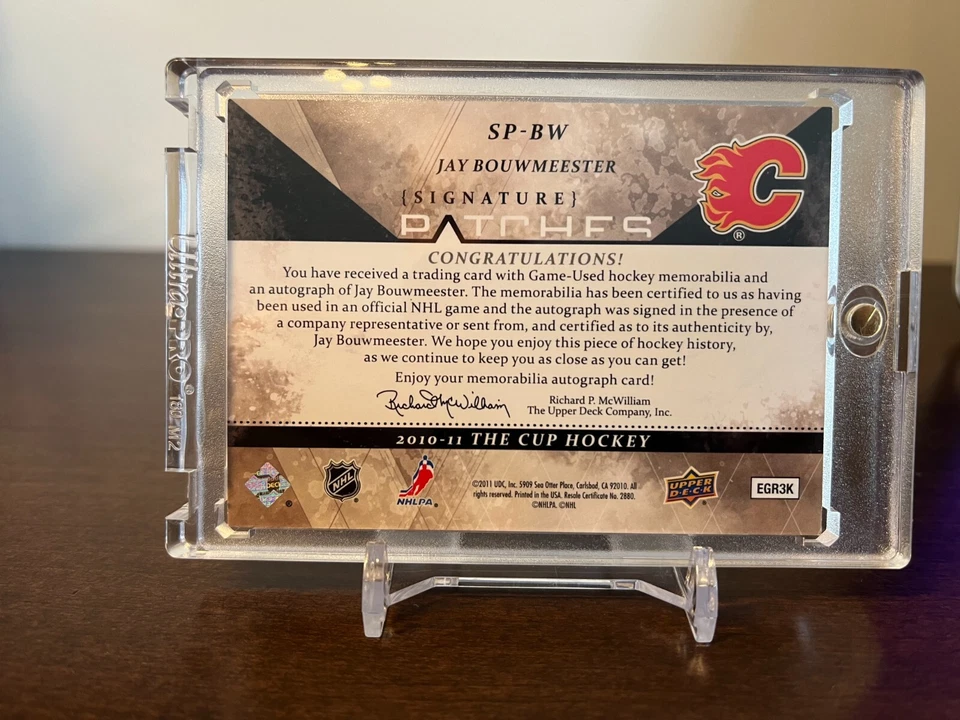 SP-BW
JAY BOUWMEESTER
{SIGNATURE}
PATCHES
CONGRATULATIONS!
You have received a trading card with Game-Used hockey memorabilia and
an autograph of Jay Bouwmeester. The memorabilia has been certified to us as having
been used in an official NHL game and the autograph was signed in the presence of
a company representative or sent from, and certified as to its authenticity by,
Jay Bouwmeester. We hope you enjoy this piece of hockey history,
as we continue to keep you as close as you can get!
Enjoy your memorabilia autograph card!
Richard McWilliam
Richard P. McWilliam
The Upper Deck Company, Inc.
2010-11 THE CUP HOCKEY
NHL
NHLPA®
©2011 UDC, Inc. 5909 Sea Otter Place, Carlsbad, CA 92010. All
rights reserved. Printed in the USA. Resale Certificate No. 2880.
©NHLPA. ©NHL
UPPER
DECK
EGR3K
C
®
UltraPRO®
180 M2